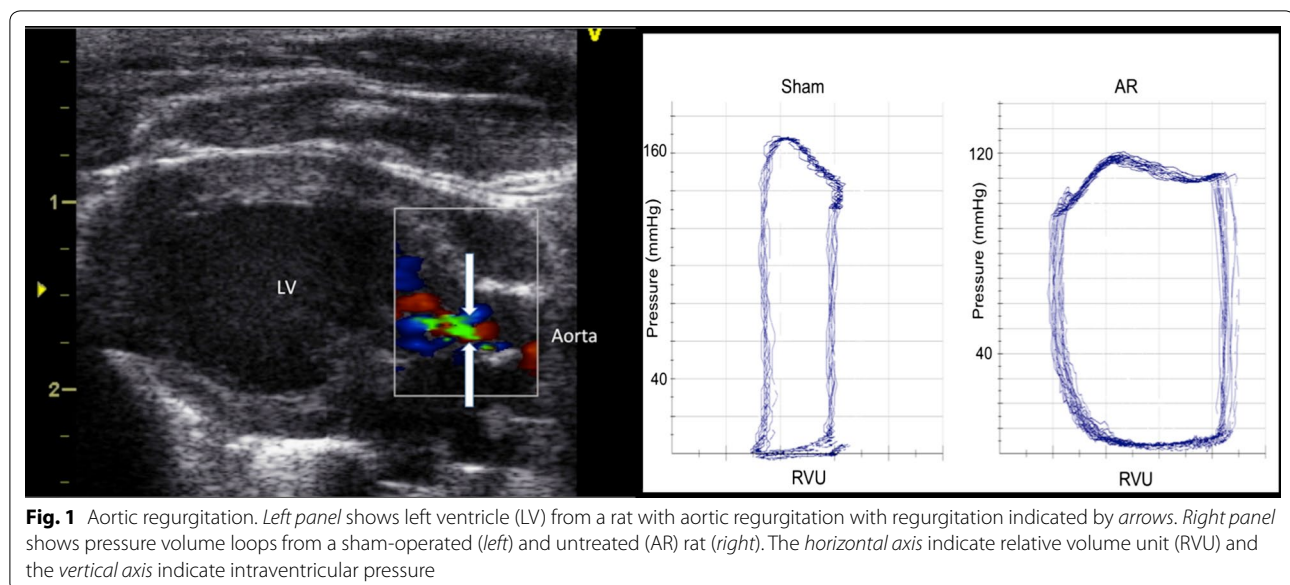 V
1
LV
Aorta
2
Sham
AR
160
120
Pressure (mmHg)
Pressure (mmHg)
40
40
RVU
RVU
Fig. 1 Aortic regurgitation. Left panel shows left ventricle (LV) from a rat with aortic regurgitation with regurgitation indicated by arrows. Right panel
shows pressure volume loops from a sham-operated (left) and untreated (AR) rat (right). The horizontal axis indicate relative volume unit (RVU) and
the vertical axis indicate intraventricular pressure